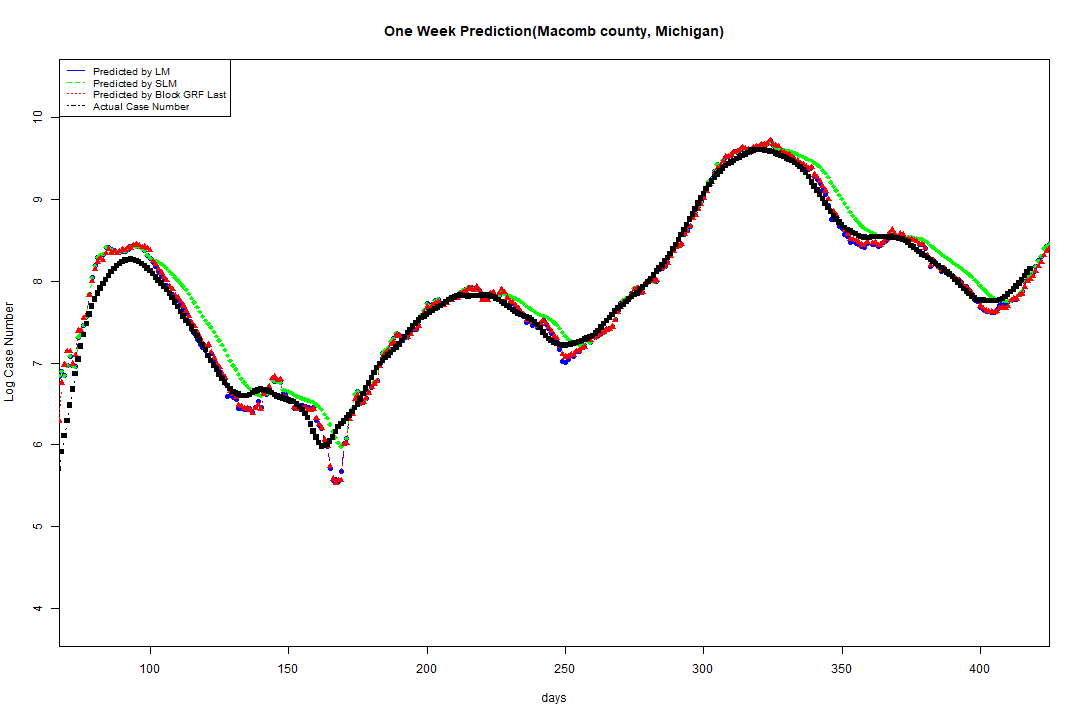 One Week Prediction(Macomb county, Michigan)
Predicted by LM
Predicted by SLM
Predicted by Block GRF Last
Actual Case Number
10
9
8
7
6
5
4
Log Case Number
100 150 200 250 300 350 400
days